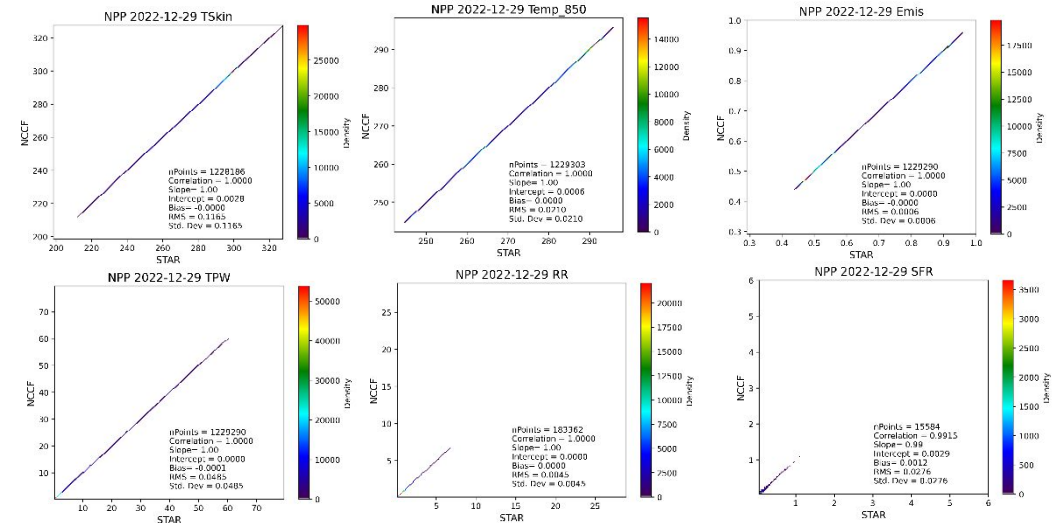 NPP 2022-12-29 TSkin
NCCF
320
300
280
260
240
220
200
200 220 240 260 280 300 320
STAR
nPoints = 1228186
Correlation = 1.0000
Slope= 1.00
Intercept = 0.0028
Bias= -0.0000
RMS = 0.1165
Std. Dev = 0.1165
25000
20000
15000
10000
5000
0
Density
NPP 2022-12-29 Temp_850
NCCF
290
280
270
260
250
250 260 270 280 290
STAR
nPoints = 1229303
Correlation = 1.0000
Slope= 1.00
Intercept = 0.0006
Bias= 0.0000
RMS = 0.0210
Std. Dev = 0.0210
14000
12000
10000
8000
6000
4000
2000
0
Density
NPP 2022-12-29 Emis
NCCF
1.0
0.9
0.8
0.7
0.6
0.5
0.4
0.3
0.3 0.4 0.5 0.6 0.7 0.8 0.9 1.0
STAR
nPoints = 1229290
Correlation = 1.0000
Slope= 1.00
Intercept = 0.0000
Bias= 0.0000
RMS = 0.0006
Std. Dev = 0.0006
17500
15000
12500
10000
7500
5000
2500
0
Density
NPP 2022-12-29 TPW
NCCF
70
60
50
40
30
20
10
10 20 30 40 50 60 70
STAR
nPoints = 1229290
Correlation = 1.0000
Slope= 1.00
Intercept = 0.0000
Bias= -0.0001
RMS = 0.0485
Std. Dev = 0.0485
50000
40000
30000
20000
10000
0
Density
NPP 2022-12-29 RR
NCCF
25
20
15
10
5
5 10 15 20 25
STAR
nPoints = 183362
Correlation = 1.0000
Slope= 1.00
Intercept = 0.0000
Bias= 0.0000
RMS = 0.0045
Std. Dev = 0.0045
20000
17500
15000
12500
10000
7500
5000
2500
0
Density
NPP 2022-12-29 SFR
NCCF
6
5
4
3
2
1
1 2 3 4 5 6
STAR
nPoints = 15584
Correlation = 0.9915
Slope= 0.99
Intercept = 0.0029
Bias= 0.0012
RMS = 0.0276
Std. Dev = 0.0276
3500
3000
2500
2000
1500
1000
500
0
Density